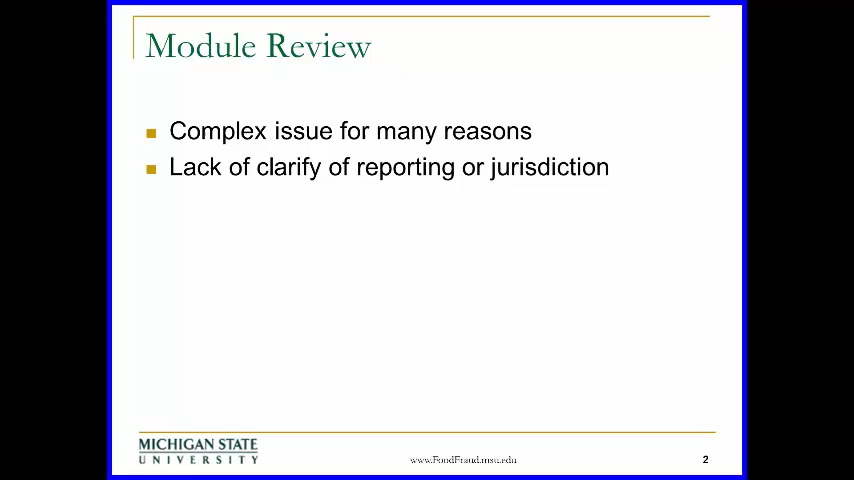 Module Review
Complex issue for many reasons
Lack of clarify of reporting or jurisdiction
MICHIGAN STATE
UNIVERSITY
www.FoodFraud.msu.edu
2